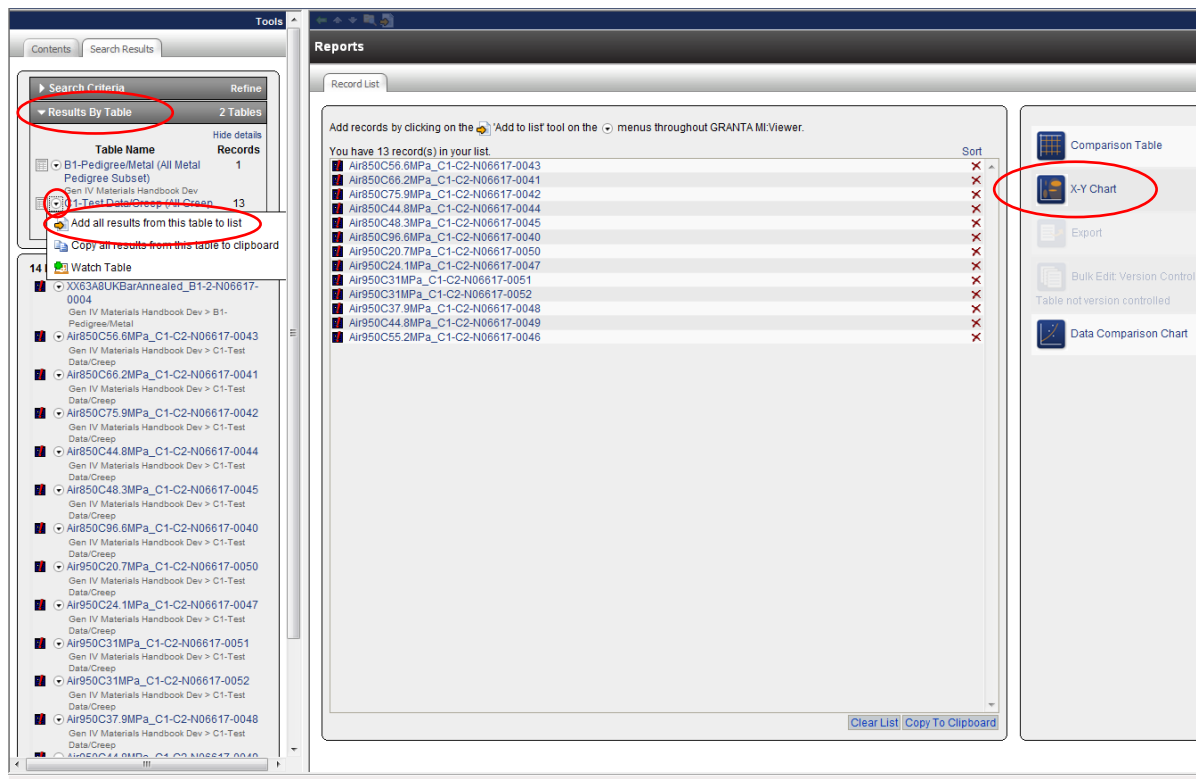 Tools
Contents
Search Results
Search Criteria Refine
Results By Table 2 Tables
Hide details
Table Name Records
B1-Pedigree/Metal (All Metal 1
Pedigree Subset)
Gen IV Materials Handbook Dev
C1-Test Data/Creep (All Creep 13
Add all results from this table to list
Copy all results from this table to clipboard
Watch Table
14
XX63A8UKBarAnnealed_B1-2-N06617-
0004
Gen IV Materials Handbook Dev > B1-
Pedigree/Metal
Air850C56.6MPa_C1-C2-N06617-0043
Gen IV Materials Handbook Dev > C1-Test
Data/Creep
Air850C66.2MPa_C1-C2-N06617-0041
Gen IV Materials Handbook Dev > C1-Test
Data/Creep
Air850C75.9MPa_C1-C2-N06617-0042
Gen IV Materials Handbook Dev > C1-Test
Data/Creep
Air850C44.8MPa_C1-C2-N06617-0044
Gen IV Materials Handbook Dev > C1-Test
Data/Creep
Air850C48.3MPa_C1-C2-N06617-0045
Gen IV Materials Handbook Dev > C1-Test
Data/Creep
Air850C96.6MPa_C1-C2-N06617-0040
Gen IV Materials Handbook Dev > C1-Test
Data/Creep
Air950C20.7MPa_C1-C2-N06617-0050
Gen IV Materials Handbook Dev > C1-Test
Data/Creep
Air950C24.1MPa_C1-C2-N06617-0047
Gen IV Materials Handbook Dev > C1-Test
Data/Creep
Air950C31MPa_C1-C2-N06617-0051
Gen IV Materials Handbook Dev > C1-Test
Data/Creep
Air950C31MPa_C1-C2-N06617-0052
Gen IV Materials Handbook Dev > C1-Test
Data/Creep
Air950C37.9MPa_C1-C2-N06617-0048
Gen IV Materials Handbook Dev > C1-Test
Data/Creep
Air950C44.8MPa_C1-C2-N06617-0049
Reports
Record List
Add records by clicking on the 'Add to list' tool on the menus throughout GRANTA MI:Viewer.
You have 13 record(s) in your list. Sort
Air850C56.6MPa_C1-C2-N06617-0043
Air850C66.2MPa_C1-C2-N06617-0041
Air850C75.9MPa_C1-C2-N06617-0042
Air850C44.8MPa_C1-C2-N06617-0044
Air850C48.3MPa_C1-C2-N06617-0045
Air850C96.6MPa_C1-C2-N06617-0040
Air950C20.7MPa_C1-C2-N06617-0050
Air950C24.1MPa_C1-C2-N06617-0047
Air950C31MPa_C1-C2-N06617-0051
Air950C31MPa_C1-C2-N06617-0052
Air950C37.9MPa_C1-C2-N06617-0048
Air950C44.8MPa_C1-C2-N06617-0049
Air950C55.2MPa_C1-C2-N06617-0046
Clear List Copy To Clipboard
Comparison Table
X-Y Chart
Export
Bulk Edit: Version Control
Table not version controlled
Data Comparison Chart